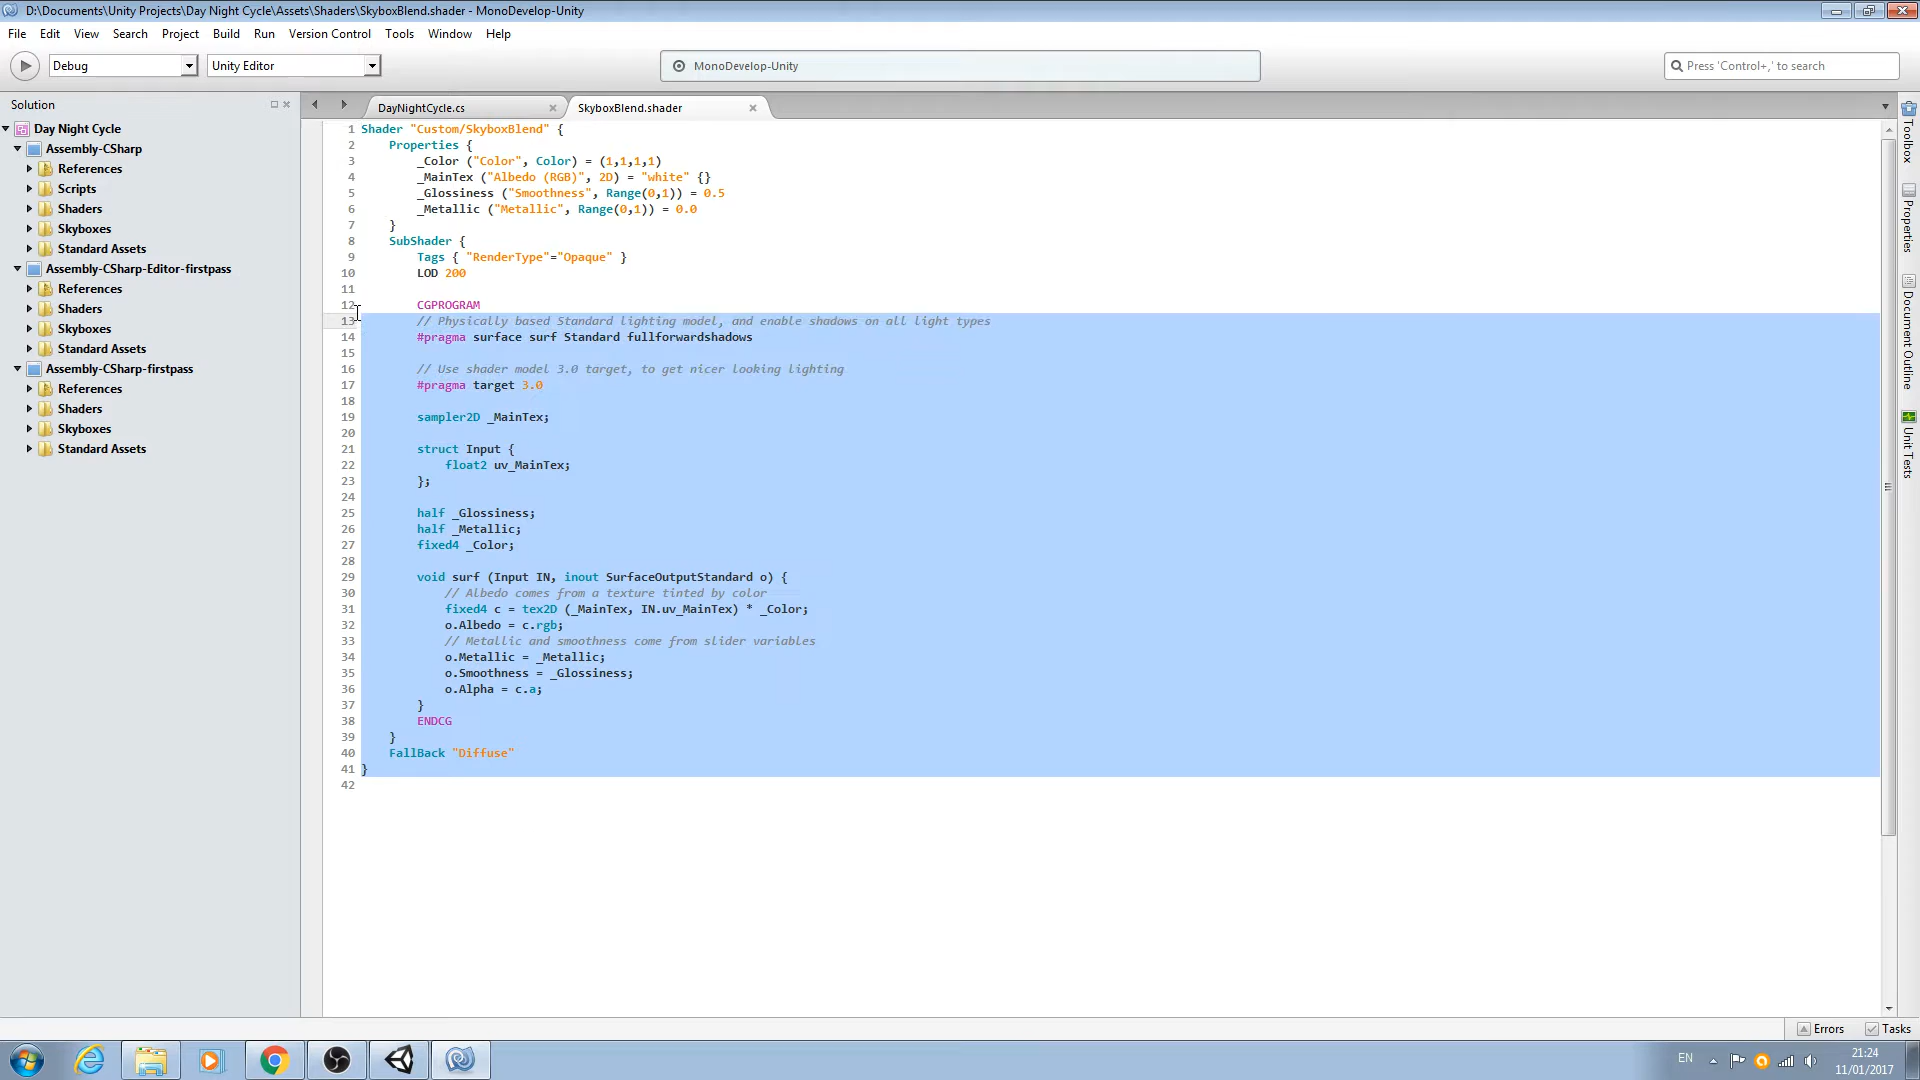 D:\Documents\Unity Projects\Day Night Cycle\Assets\Shaders\SkyboxBlend.shader - MonoDevelop-Unity
File Edit View Search Project Build Run Version Control Tools Window Help
Debug Unity Editor MonoDevelop-Unity Press 'Control+,' to search
Solution
Day Night Cycle
Assembly-CSharp
References
Scripts
Shaders
Skyboxes
Standard Assets
Assembly-CSharp-Editor-firstpass
References
Shaders
Skyboxes
Standard Assets
Assembly-CSharp-firstpass
References
Shaders
Skyboxes
Standard Assets
DayNightCycle.cs SkyboxBlend.shader
1 Shader "Custom/SkyboxBlend" {
2 Properties {
3 _Color ("Color", Color) = (1,1,1,1)
4 _MainTex ("Albedo (RGB)", 2D) = "white" {}
5 _Glossiness ("Smoothness", Range(0,1)) = 0.5
6 _Metallic ("Metallic", Range(0,1)) = 0.0
7 }
8 SubShader {
9 Tags { "RenderType"="Opaque" }
10 LOD 200
11
12 CGPROGRAM
13 // Physically based Standard lighting model, and enable shadows on all light types
14 #pragma surface surf Standard fullforwardshadows
15
16 // Use shader model 3.0 target, to get nicer looking lighting
17 #pragma target 3.0
18
19 sampler2D _MainTex;
20
21 struct Input {
22 float2 uv_MainTex;
23 };
24
25 half _Glossiness;
26 half _Metallic;
27 fixed4 _Color;
28
29 void surf (Input IN, inout SurfaceOutputStandard o) {
30 // Albedo comes from a texture tinted by color
31 fixed4 c = tex2D (_MainTex, IN.uv_MainTex) * _Color;
32 o.Albedo = c.rgb;
33 // Metallic and smoothness come from slider variables
34 o.Metallic = _Metallic;
35 o.Smoothness = _Glossiness;
36 o.Alpha = c.a;
37 }
38 ENDCG
39 }
40 FallBack "Diffuse"
41 }
42
Toolbox
Properties
Document Outline
Unit Tests
Errors Tasks
EN
21:24
11/01/2017